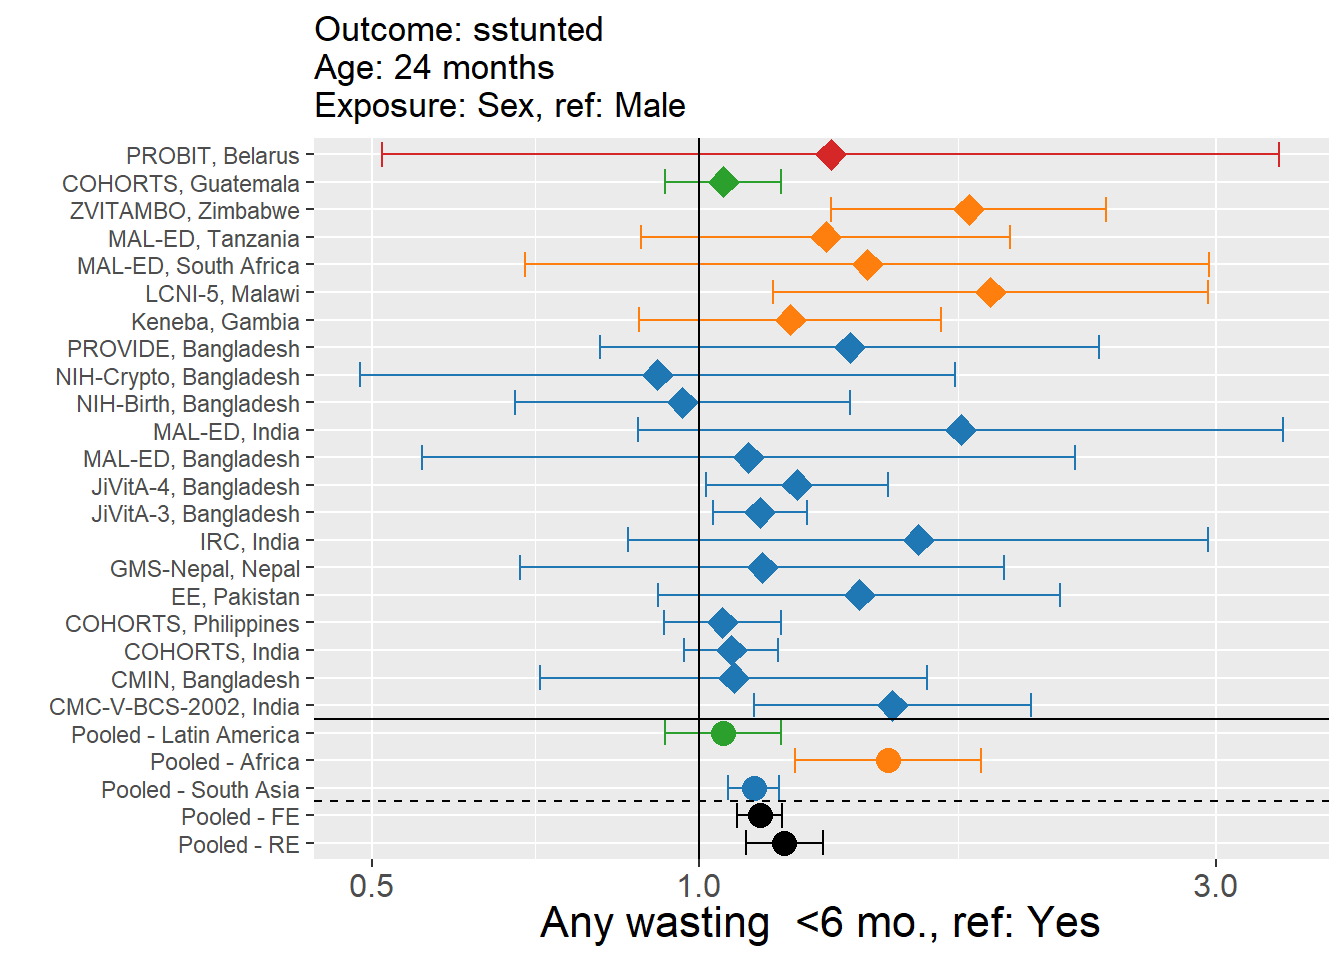 Outcome: sstunted
Age: 24 months
Exposure: Sex, ref: Male
PROBIT, Belarus
COHORTS, Guatemala
ZVITAMBO, Zimbabwe
MAL-ED, Tanzania
MAL-ED, South Africa
LCNI-5, Malawi
Keneba, Gambia
PROVIDE, Bangladesh
NIH-Crypto, Bangladesh
NIH-Birth, Bangladesh
MAL-ED, India
MAL-ED, Bangladesh
JiVitA-4, Bangladesh
JiVitA-3, Bangladesh
IRC, India
GMS-Nepal, Nepal
EE, Pakistan
COHORTS, Philippines
COHORTS, India
CMIN, Bangladesh
CMC-V-BCS-2002, India
Pooled - Latin America
Pooled - Africa
Pooled - South Asia
Pooled - FE
Pooled - RE
0.5 1.0 3.0
Any wasting <6 mo., ref: Yes